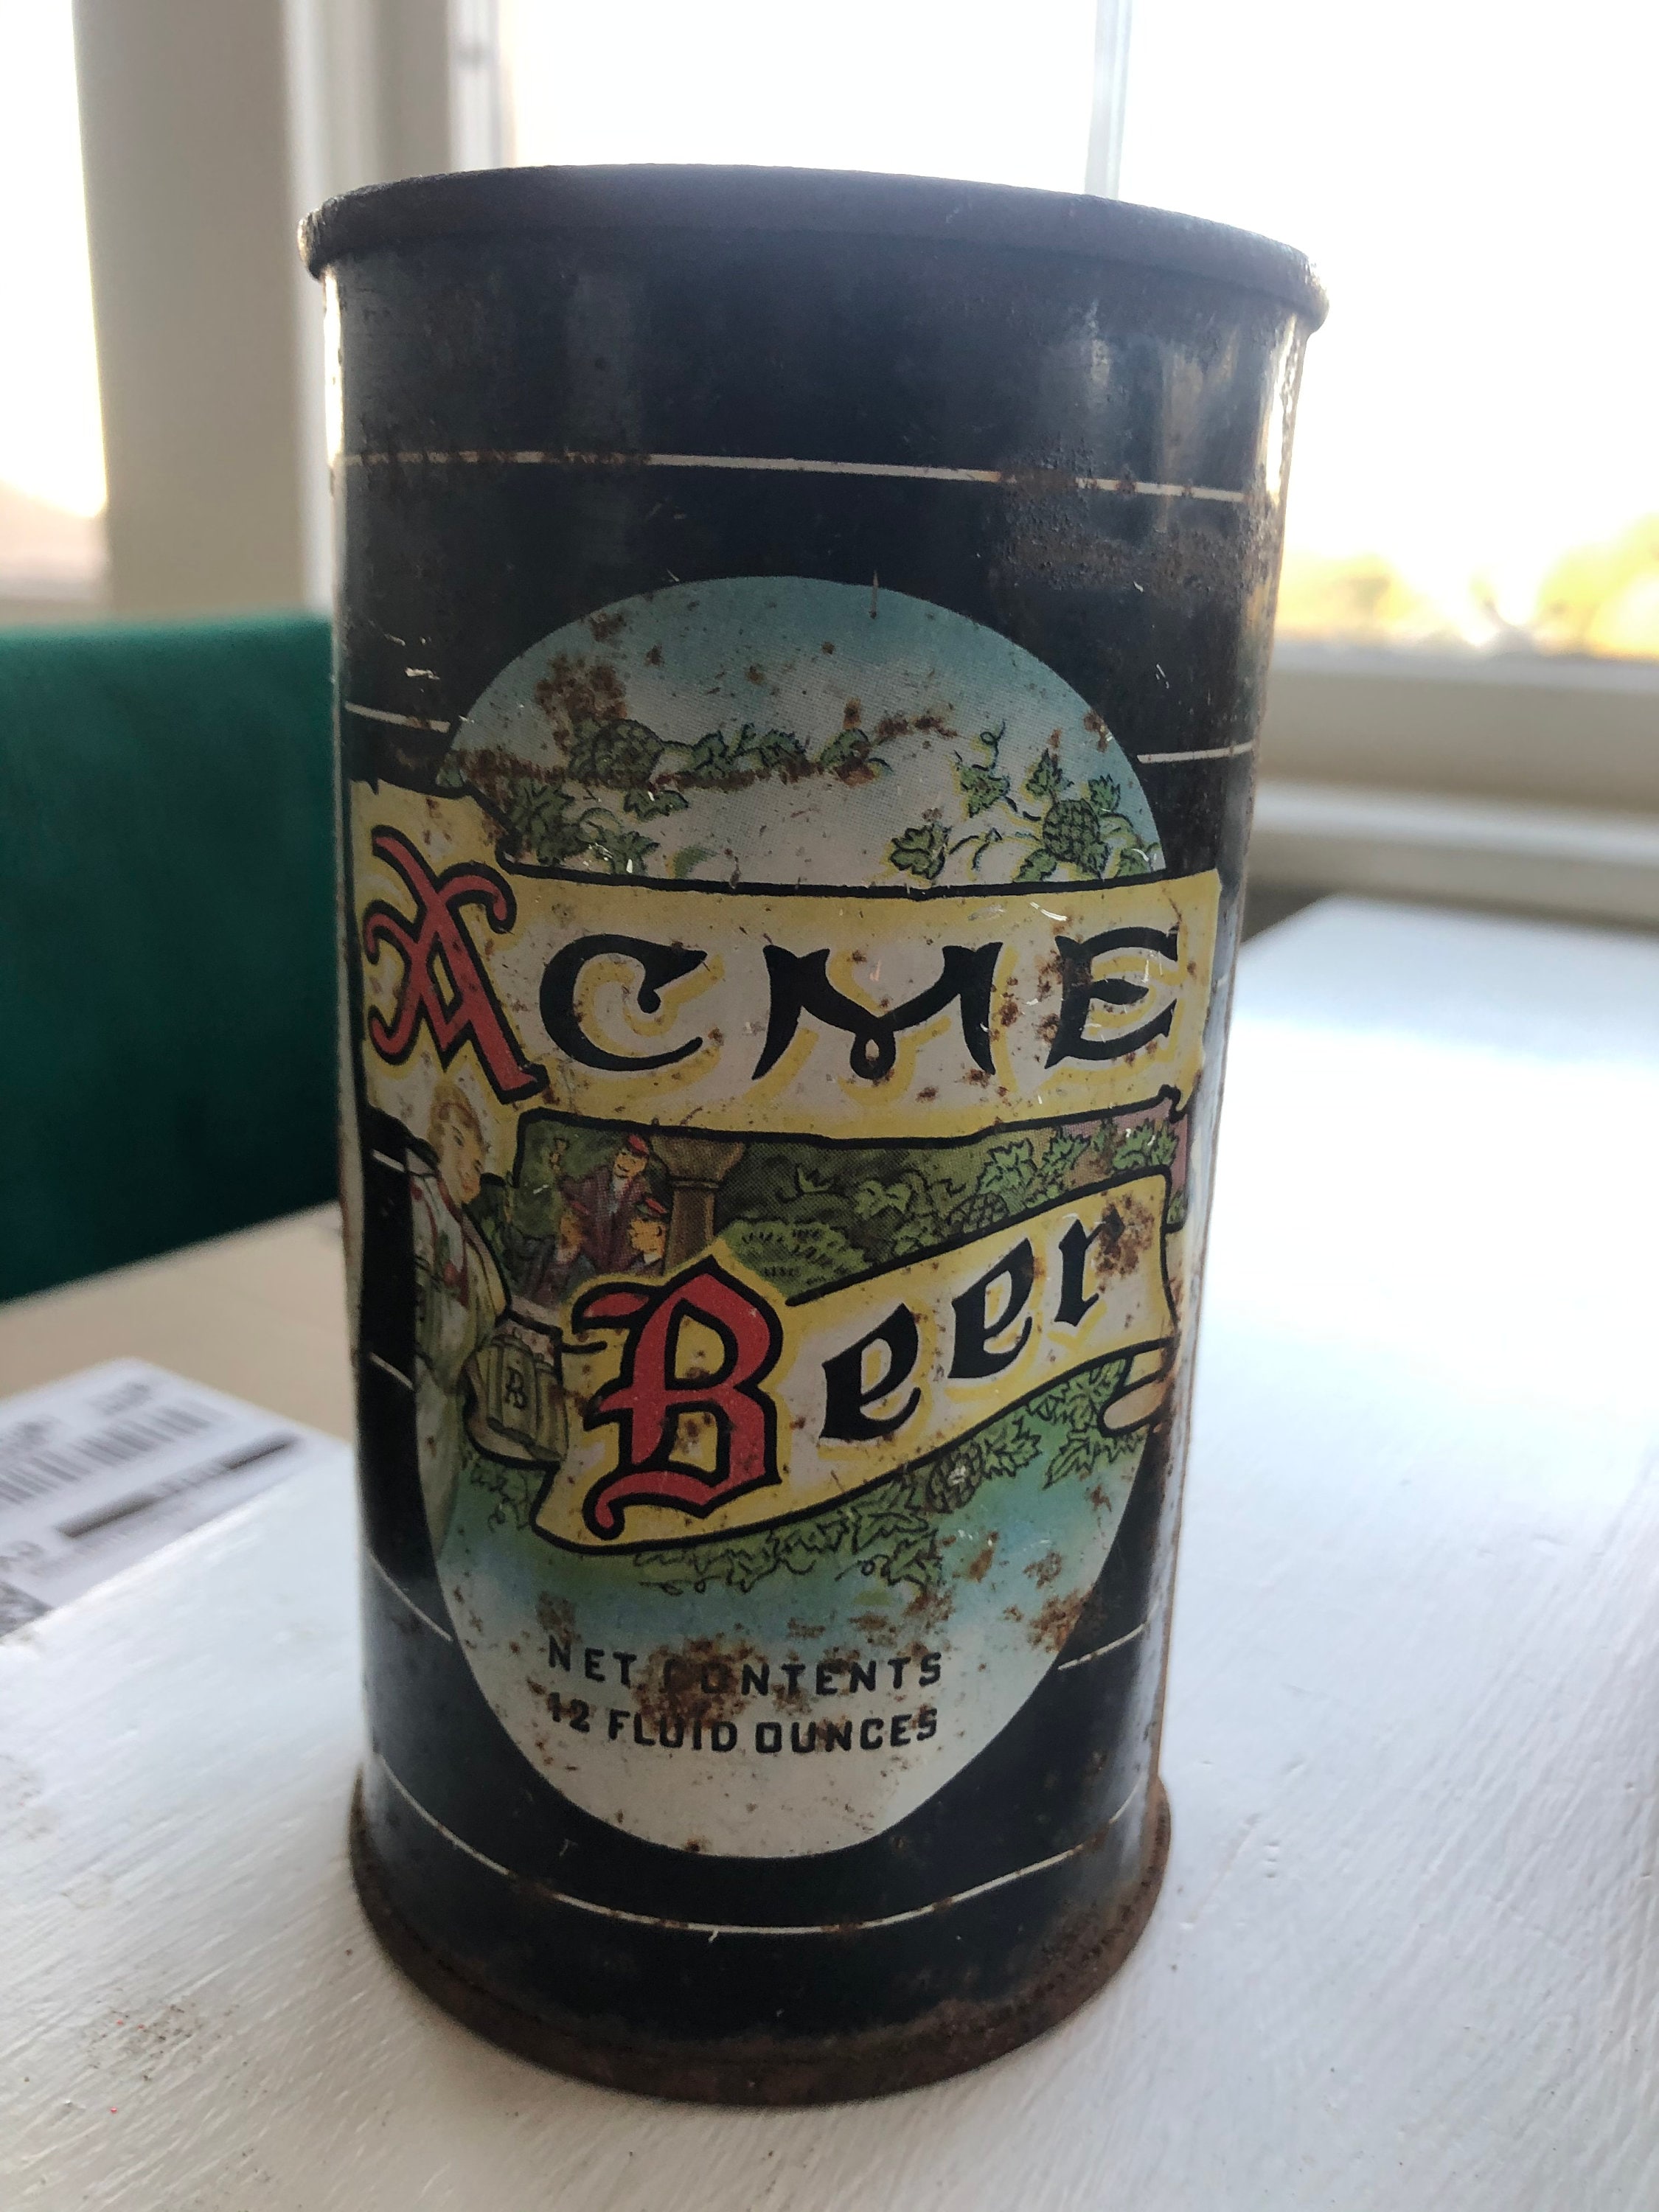 ACME
Beer
NET CONTENTS
12 FLUID OUNCES